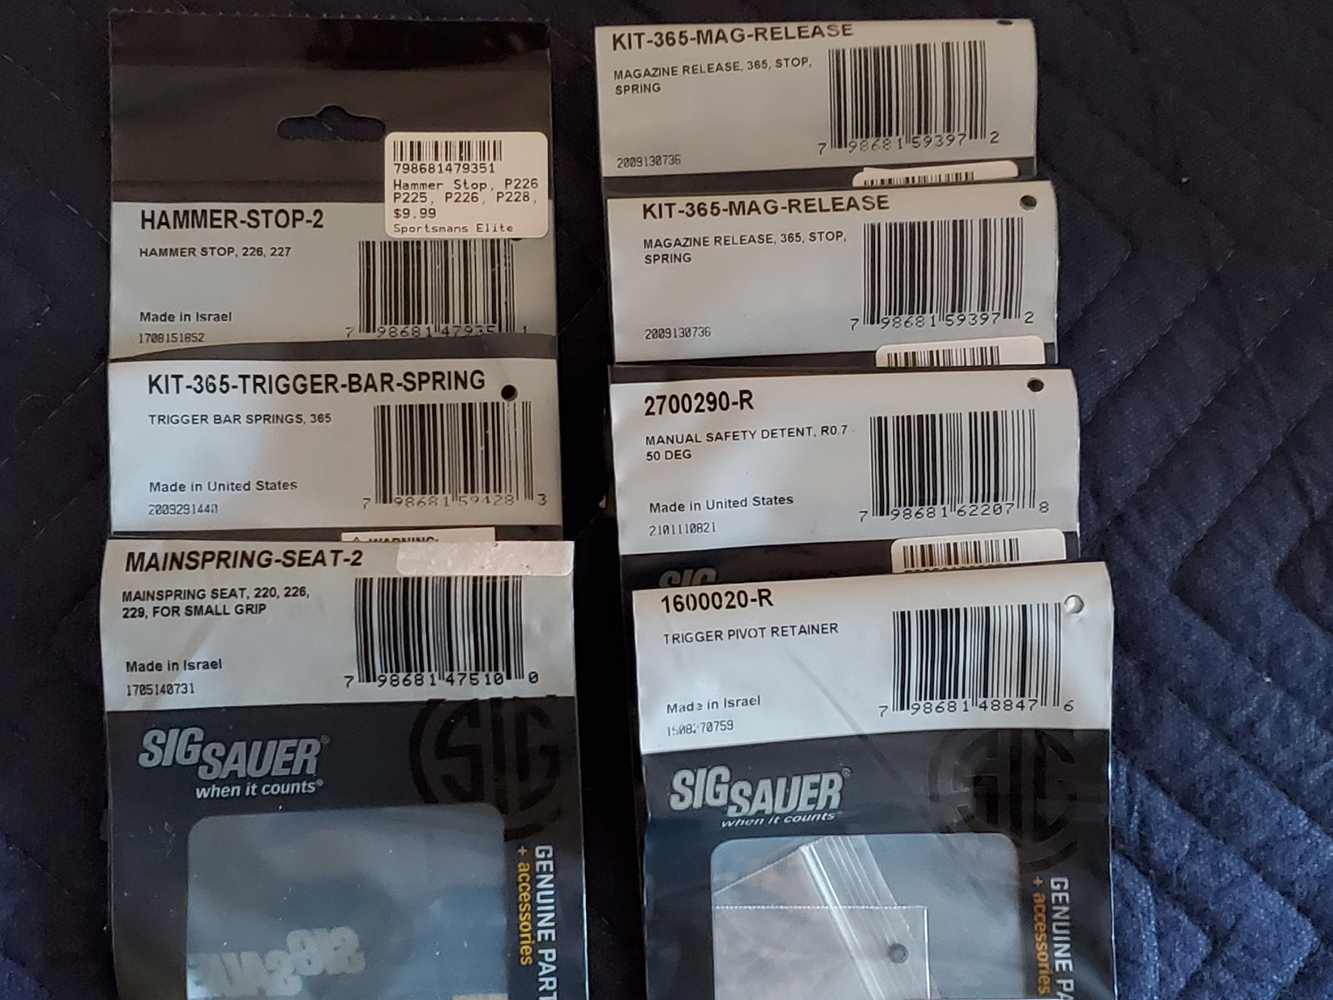 798681479351
Hammer Stop, P226
P225, P226, P228,
$9.99
Sportsmans Elite
HAMMER-STOP-2
HAMMER STOP, 226, 227
Made in Israel
1708151852
7 98681 47935 1
KIT-365-TRIGGER-BAR-SPRING
TRIGGER BAR SPRINGS, 365
Made in United States
2009291440
7 98681 59428 3
WARNING:
MAINSPRING-SEAT-2
MAINSPRING SEAT, 220, 226,
229, FOR SMALL GRIP
Made in Israel
1705140731
7 98681 47510 0
SIG
SIG SAUER®
when it counts®
GENUINE PART
+ accessories
SIG
KIT-365-MAG-RELEASE
MAGAZINE RELEASE, 365, STOP,
SPRING
2009130736
7 98681 59397 2
KIT-365-MAG-RELEASE
MAGAZINE RELEASE, 365, STOP,
SPRING
2009130736
7 98681 59397 2
2700290-R
MANUAL SAFETY DETENT, R0.7
50 DEG
Made in United States
2101110821
7 98681 62207 8
SIG
1600020-R
TRIGGER PIVOT RETAINER
Made in Israel
1508270759
7 98681 48847 6
SIG
SIG SAUER®
when it counts®
GENUINE PA
+ accessories